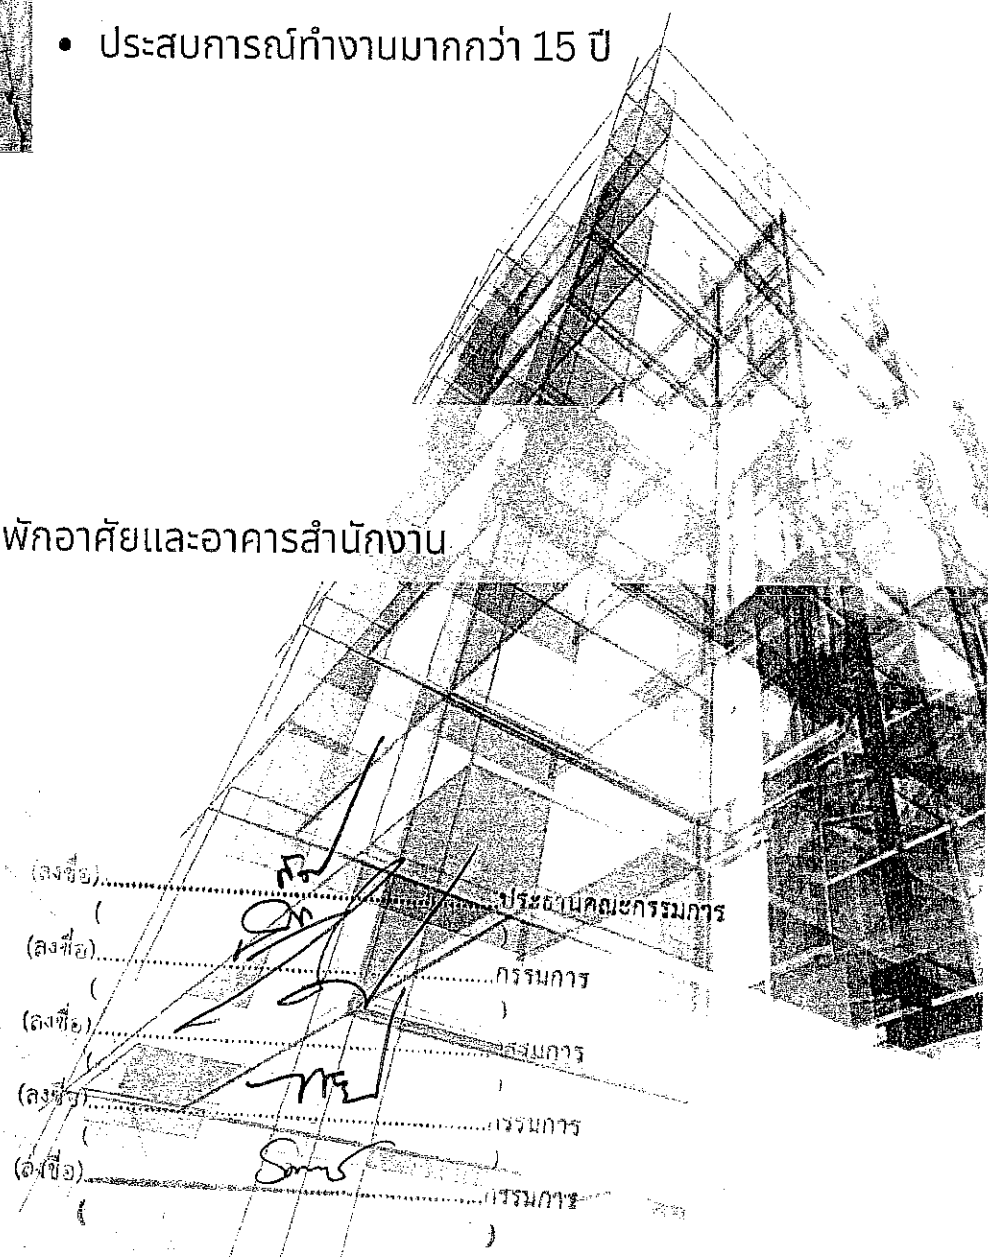 • ประสบการณ์ทำงานมากกว่า 15 ปี
พักอาศัยและอาคารสำนักงาน
(ลงชื่อ)..........ประธานคณะกรรมการ
( )
(ลงชื่อ)..........กรรมการ
( )
(ลงชื่อ)..........กรรมการ
( )
(ลงชื่อ)..........กรรมการ
( )
(ลงชื่อ)..........กรรมการ
( )